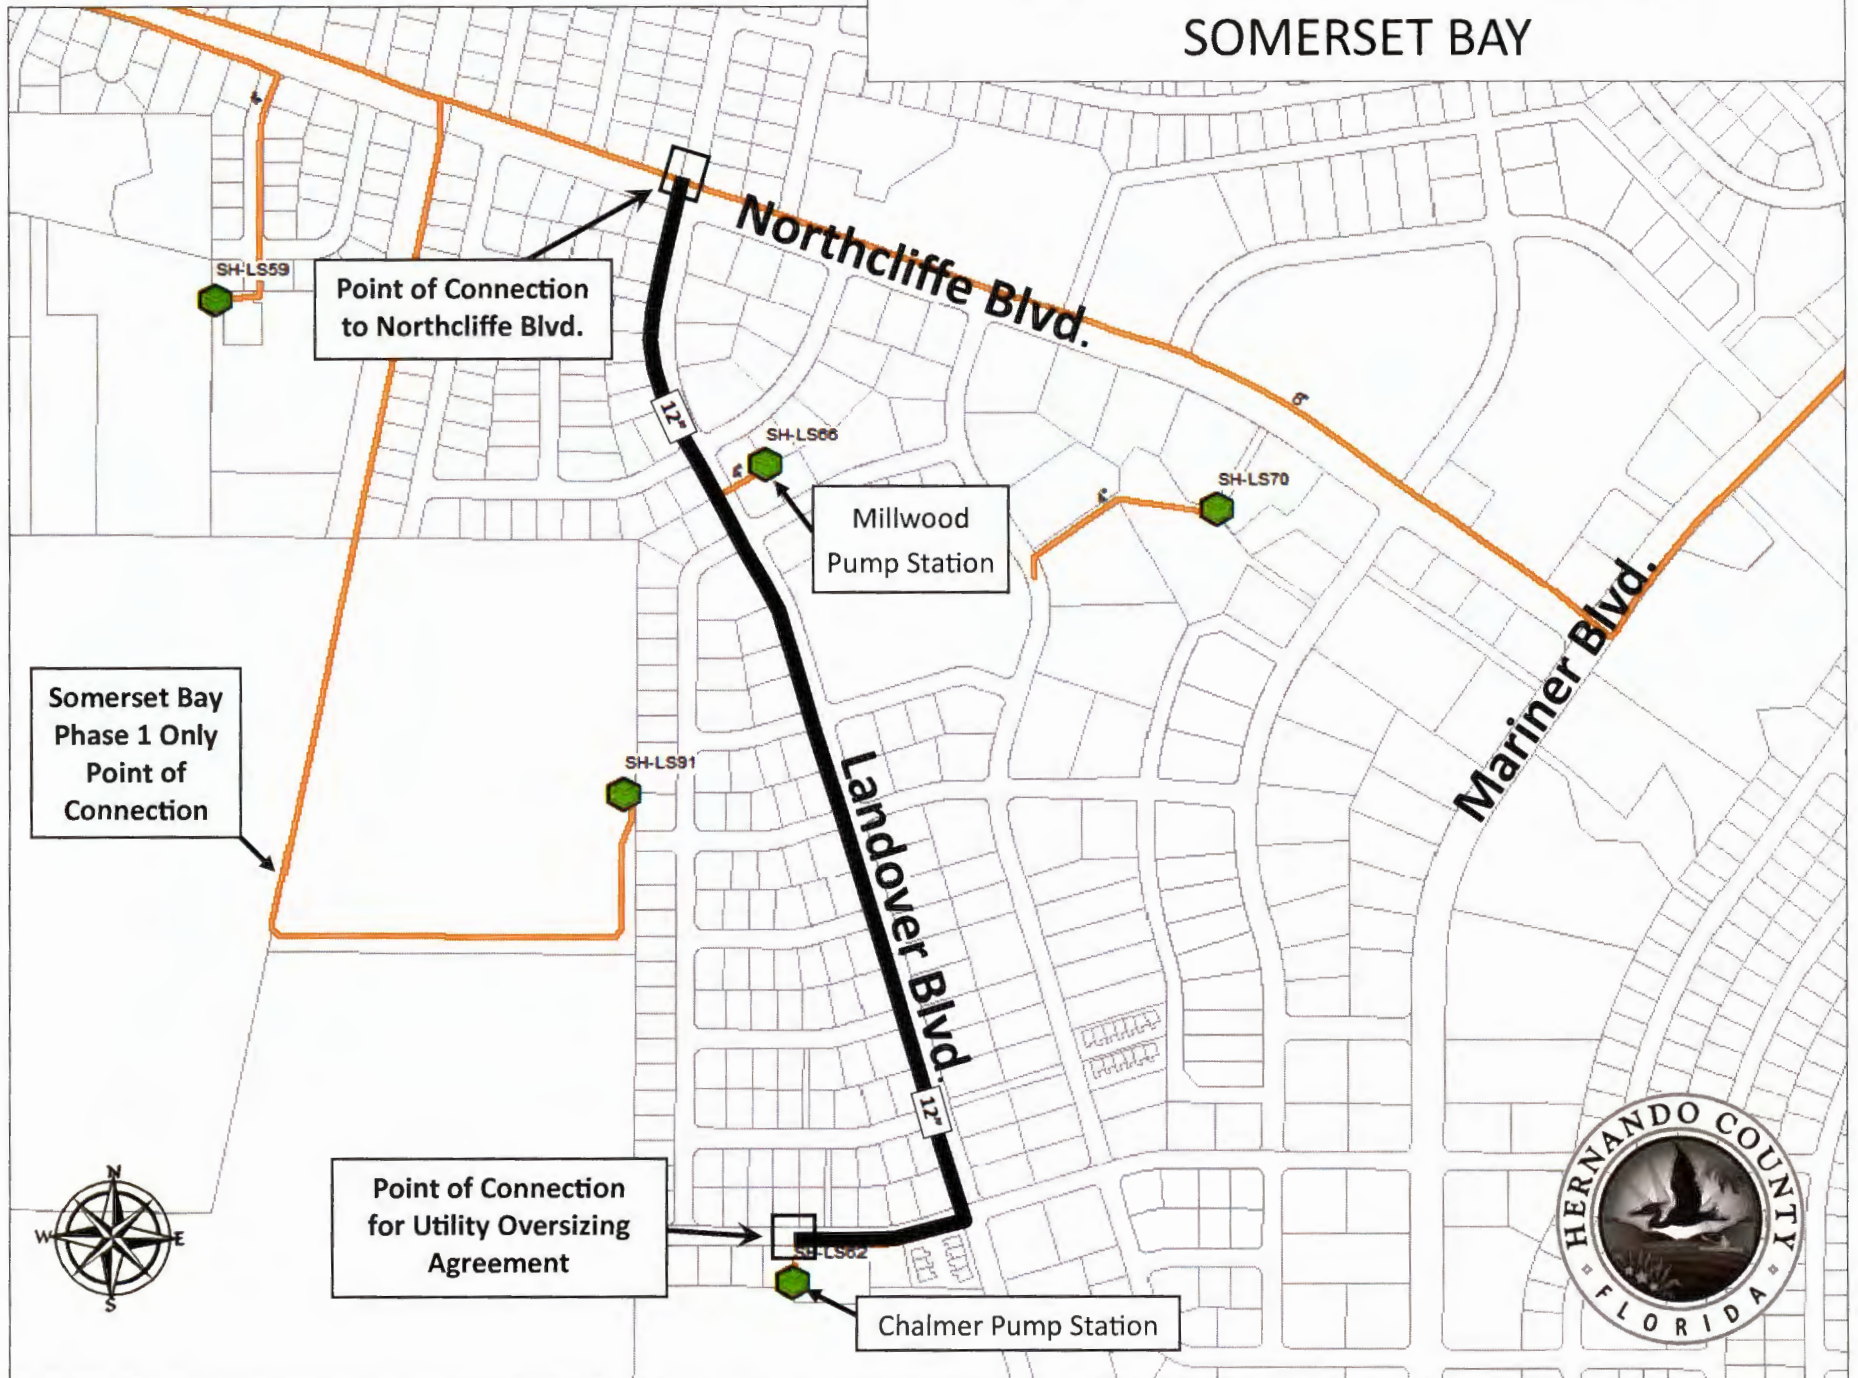 SOMERSET BAY
Northcliffe Blvd.
SH-LS59
Point of Connection
to Northcliffe Blvd.
12"
SH-LS66
Millwood
Pump Station
SH-LS70
Mariner Blvd.
Somerset Bay
Phase 1 Only
Point of
Connection
SH-LS91
Landover Blvd.
12"
Point of Connection
for Utility Oversizing
Agreement
SH-LS62
Chalmer Pump Station
N
W
E
S
HERNANDO COUNTY
FLORIDA